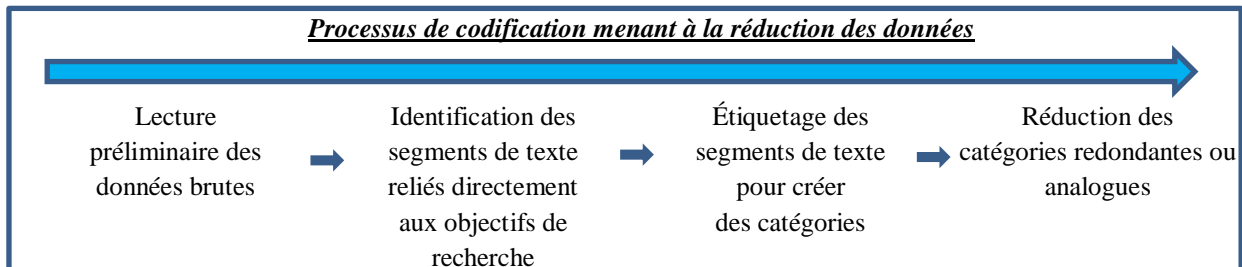 Processus de codification menant à la réduction des données
Lecture
préliminaire des
données brutes
Identification des
segments de texte
reliés directement
aux objectifs de
recherche
Étiquetage des
segments de texte
pour créer
des catégories
Réduction des
catégories redondantes ou
analogues